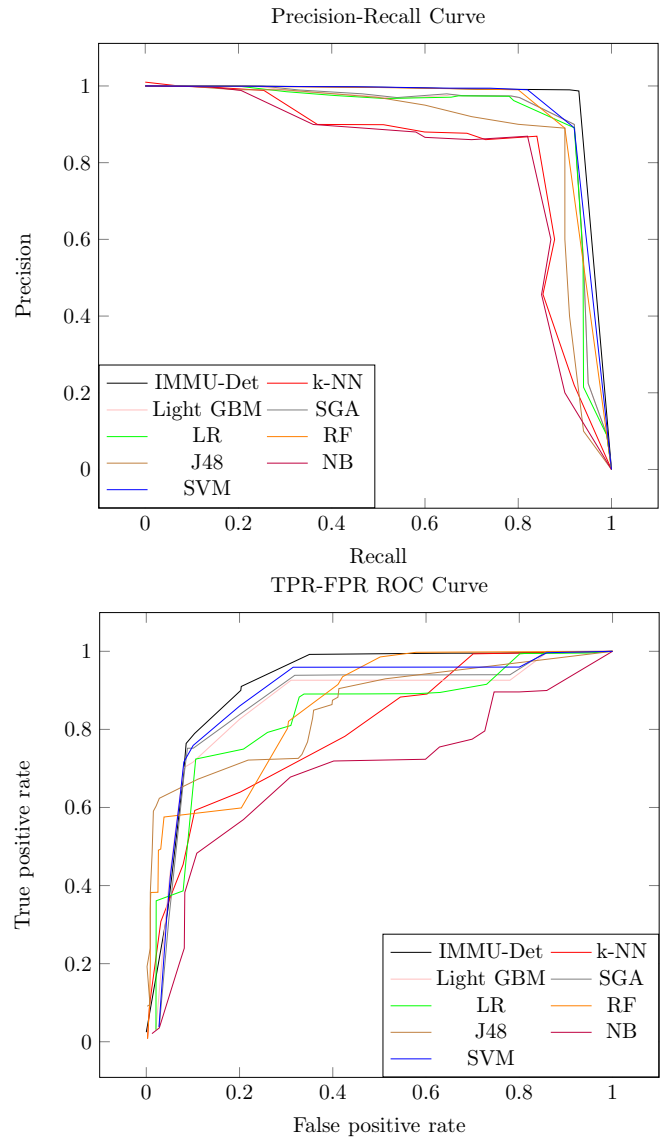 Precision-Recall Curve
1
0.8
0.6
0.4
0.2
0
Precision
IMMU-Det k-NN
Light GBM SGA
LR RF
J48 NB
SVM
0 0.2 0.4 0.6 0.8 1
Recall
TPR-FPR ROC Curve
1
0.8
0.6
0.4
0.2
0
True positive rate
IMMU-Det k-NN
Light GBM SGA
LR RF
J48 NB
SVM
0 0.2 0.4 0.6 0.8 1
False positive rate